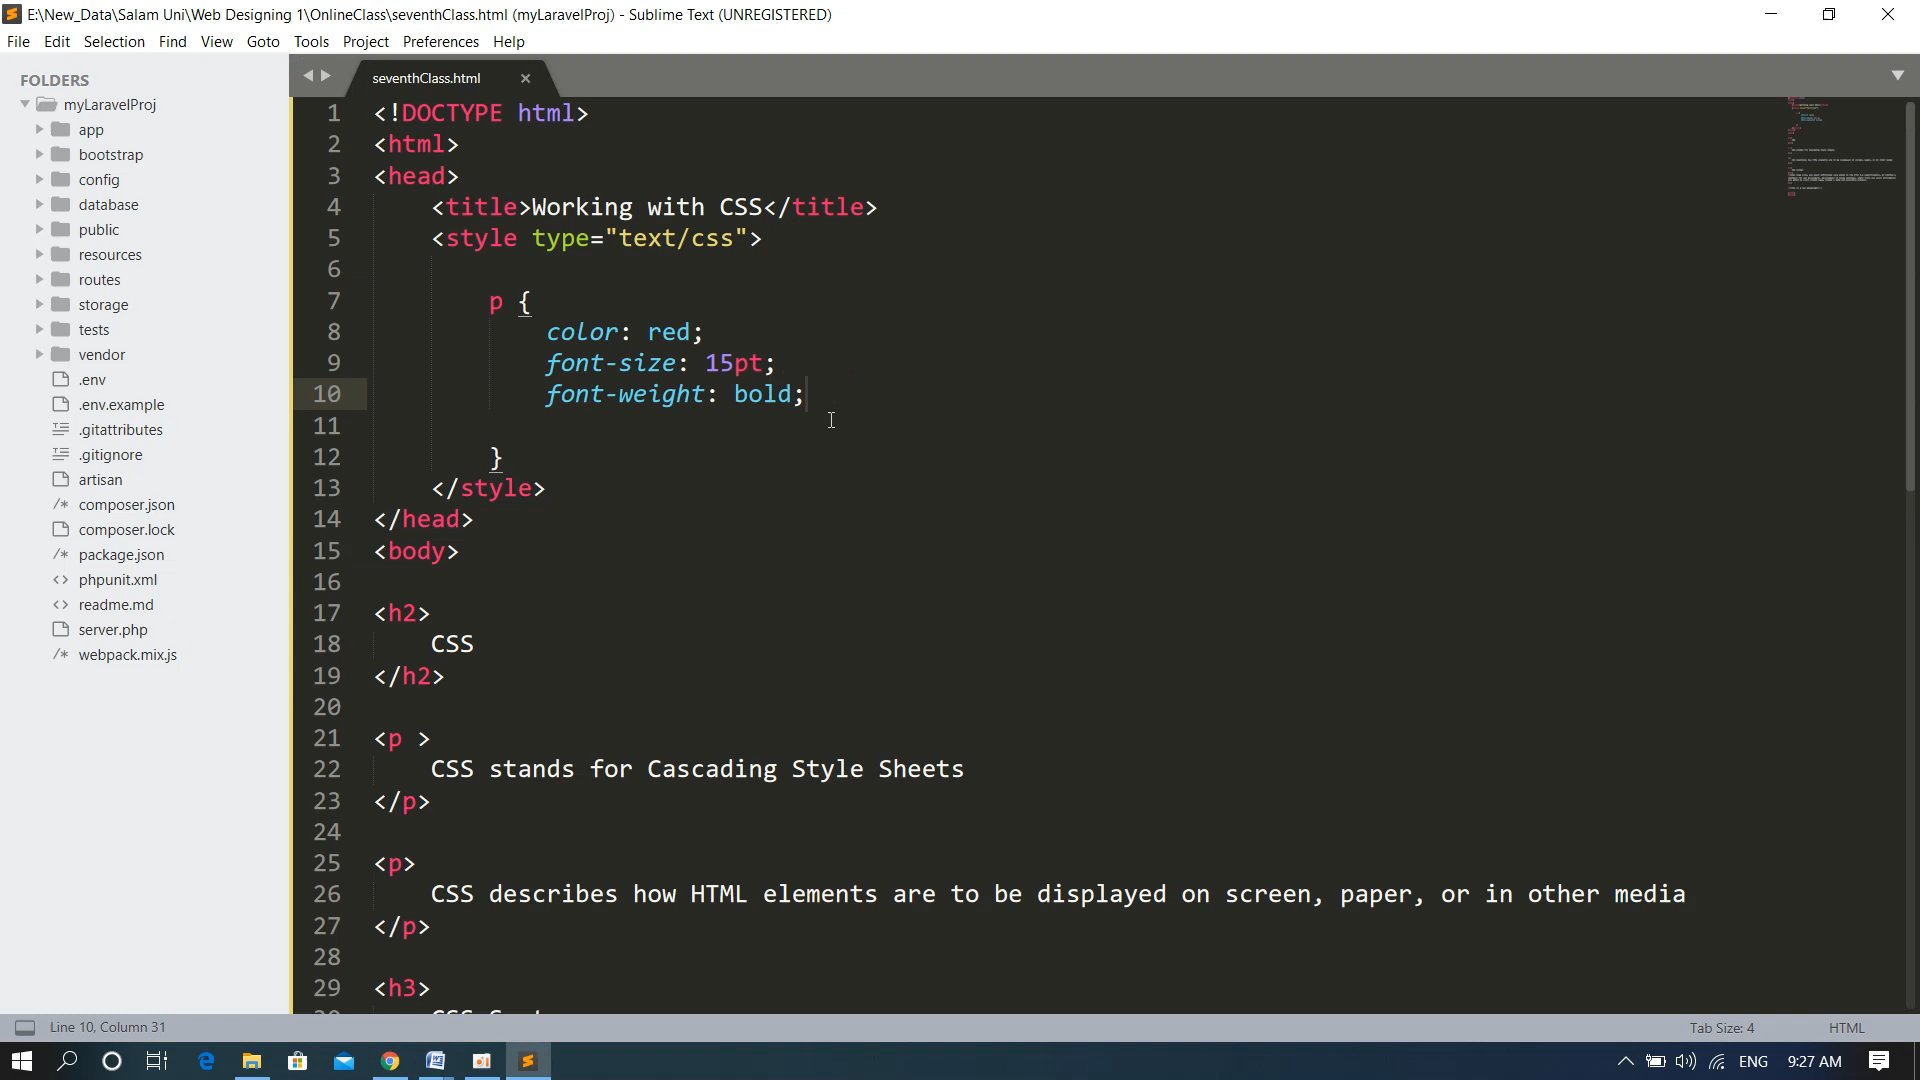 E:\New_Data\Salam Uni\Web Designing 1\OnlineClass\seventhClass.html (myLaravelProj) - Sublime Text (UNREGISTERED)
File Edit Selection Find View Goto Tools Project Preferences Help
FOLDERS
myLaravelProj
app
bootstrap
config
database
public
resources
routes
storage
tests
vendor
.env
.env.example
.gitattributes
.gitignore
artisan
/* composer.json
composer.lock
/* package.json
<> phpunit.xml
<> readme.md
server.php
/* webpack.mix.js
seventhClass.html ×
1 <!DOCTYPE html>
2 <html>
3 <head>
4 <title>Working with CSS</title>
5 <style type="text/css">
6
7 p {
8 color: red;
9 font-size: 15pt;
10 font-weight: bold;
11
12 }
13 </style>
14 </head>
15 <body>
16
17 <h2>
18 CSS
19 </h2>
20
21 <p >
22 CSS stands for Cascading Style Sheets
23 </p>
24
25 <p>
26 CSS describes how HTML elements are to be displayed on screen, paper, or in other media
27 </p>
28
29 <h3>
Line 10, Column 31
Tab Size: 4
HTML
ENG
9:27 AM